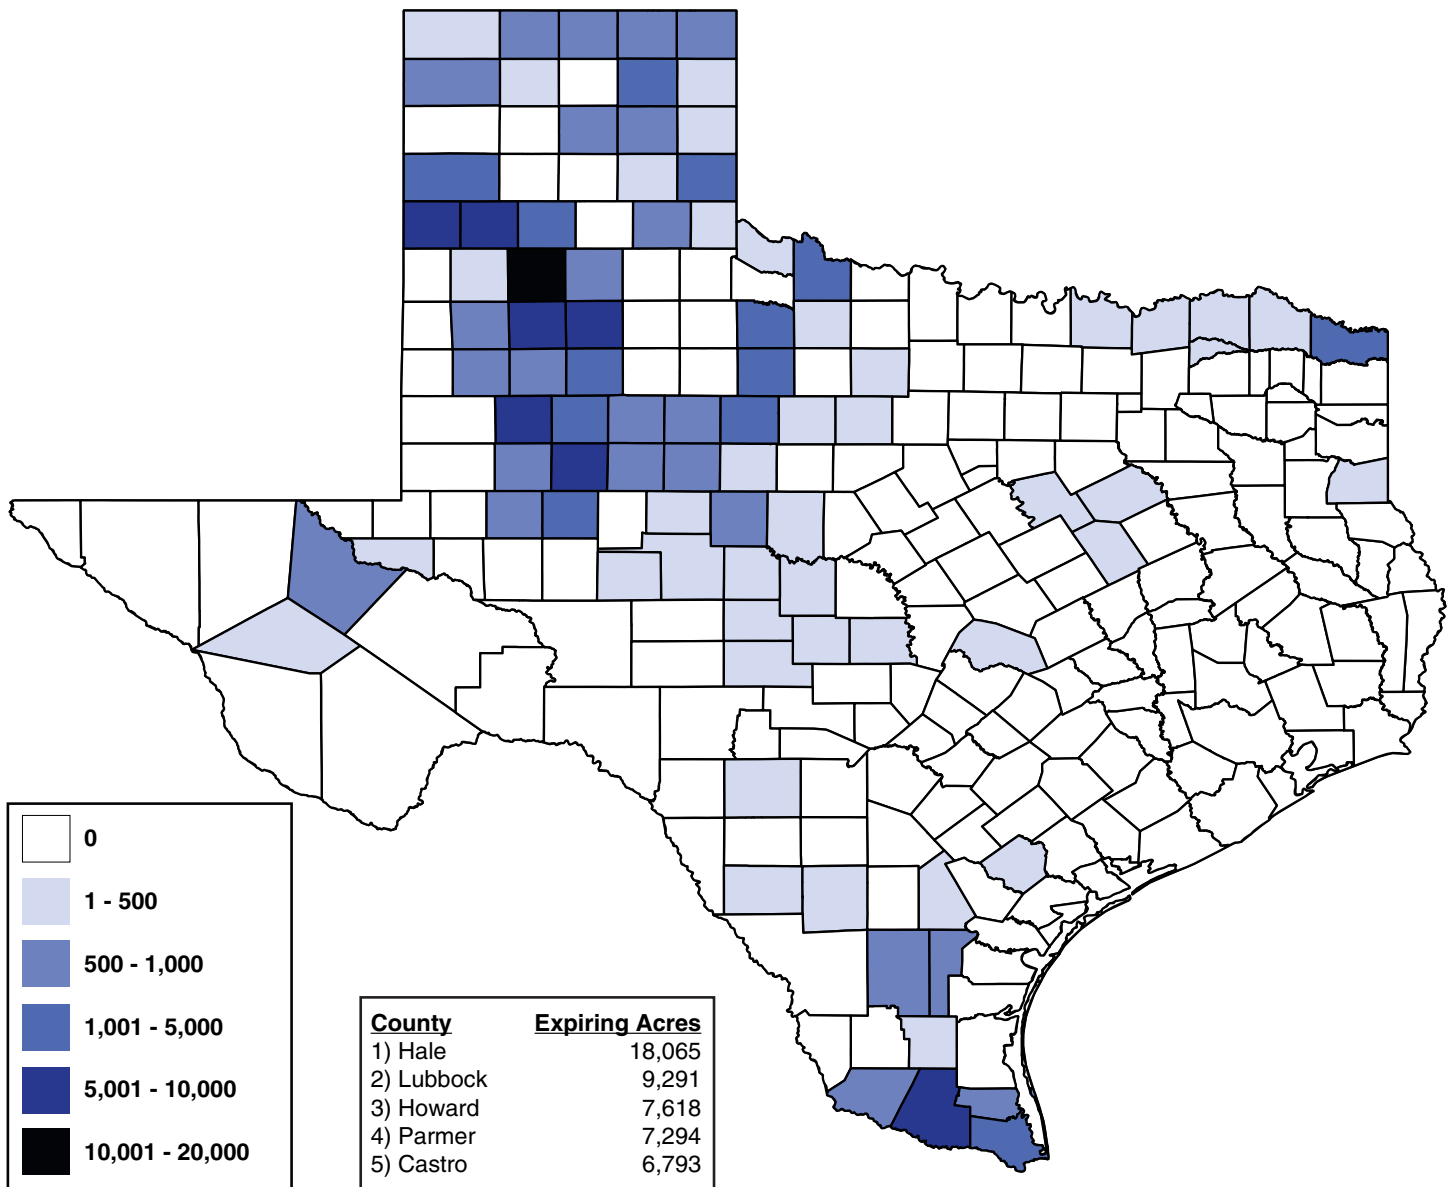 0
1 - 500
500 - 1,000
1,001 - 5,000
5,001 - 10,000
10,001 - 20,000
County Expiring Acres
1) Hale 18,065
2) Lubbock 9,291
3) Howard 7,618
4) Parmer 7,294
5) Castro 6,793